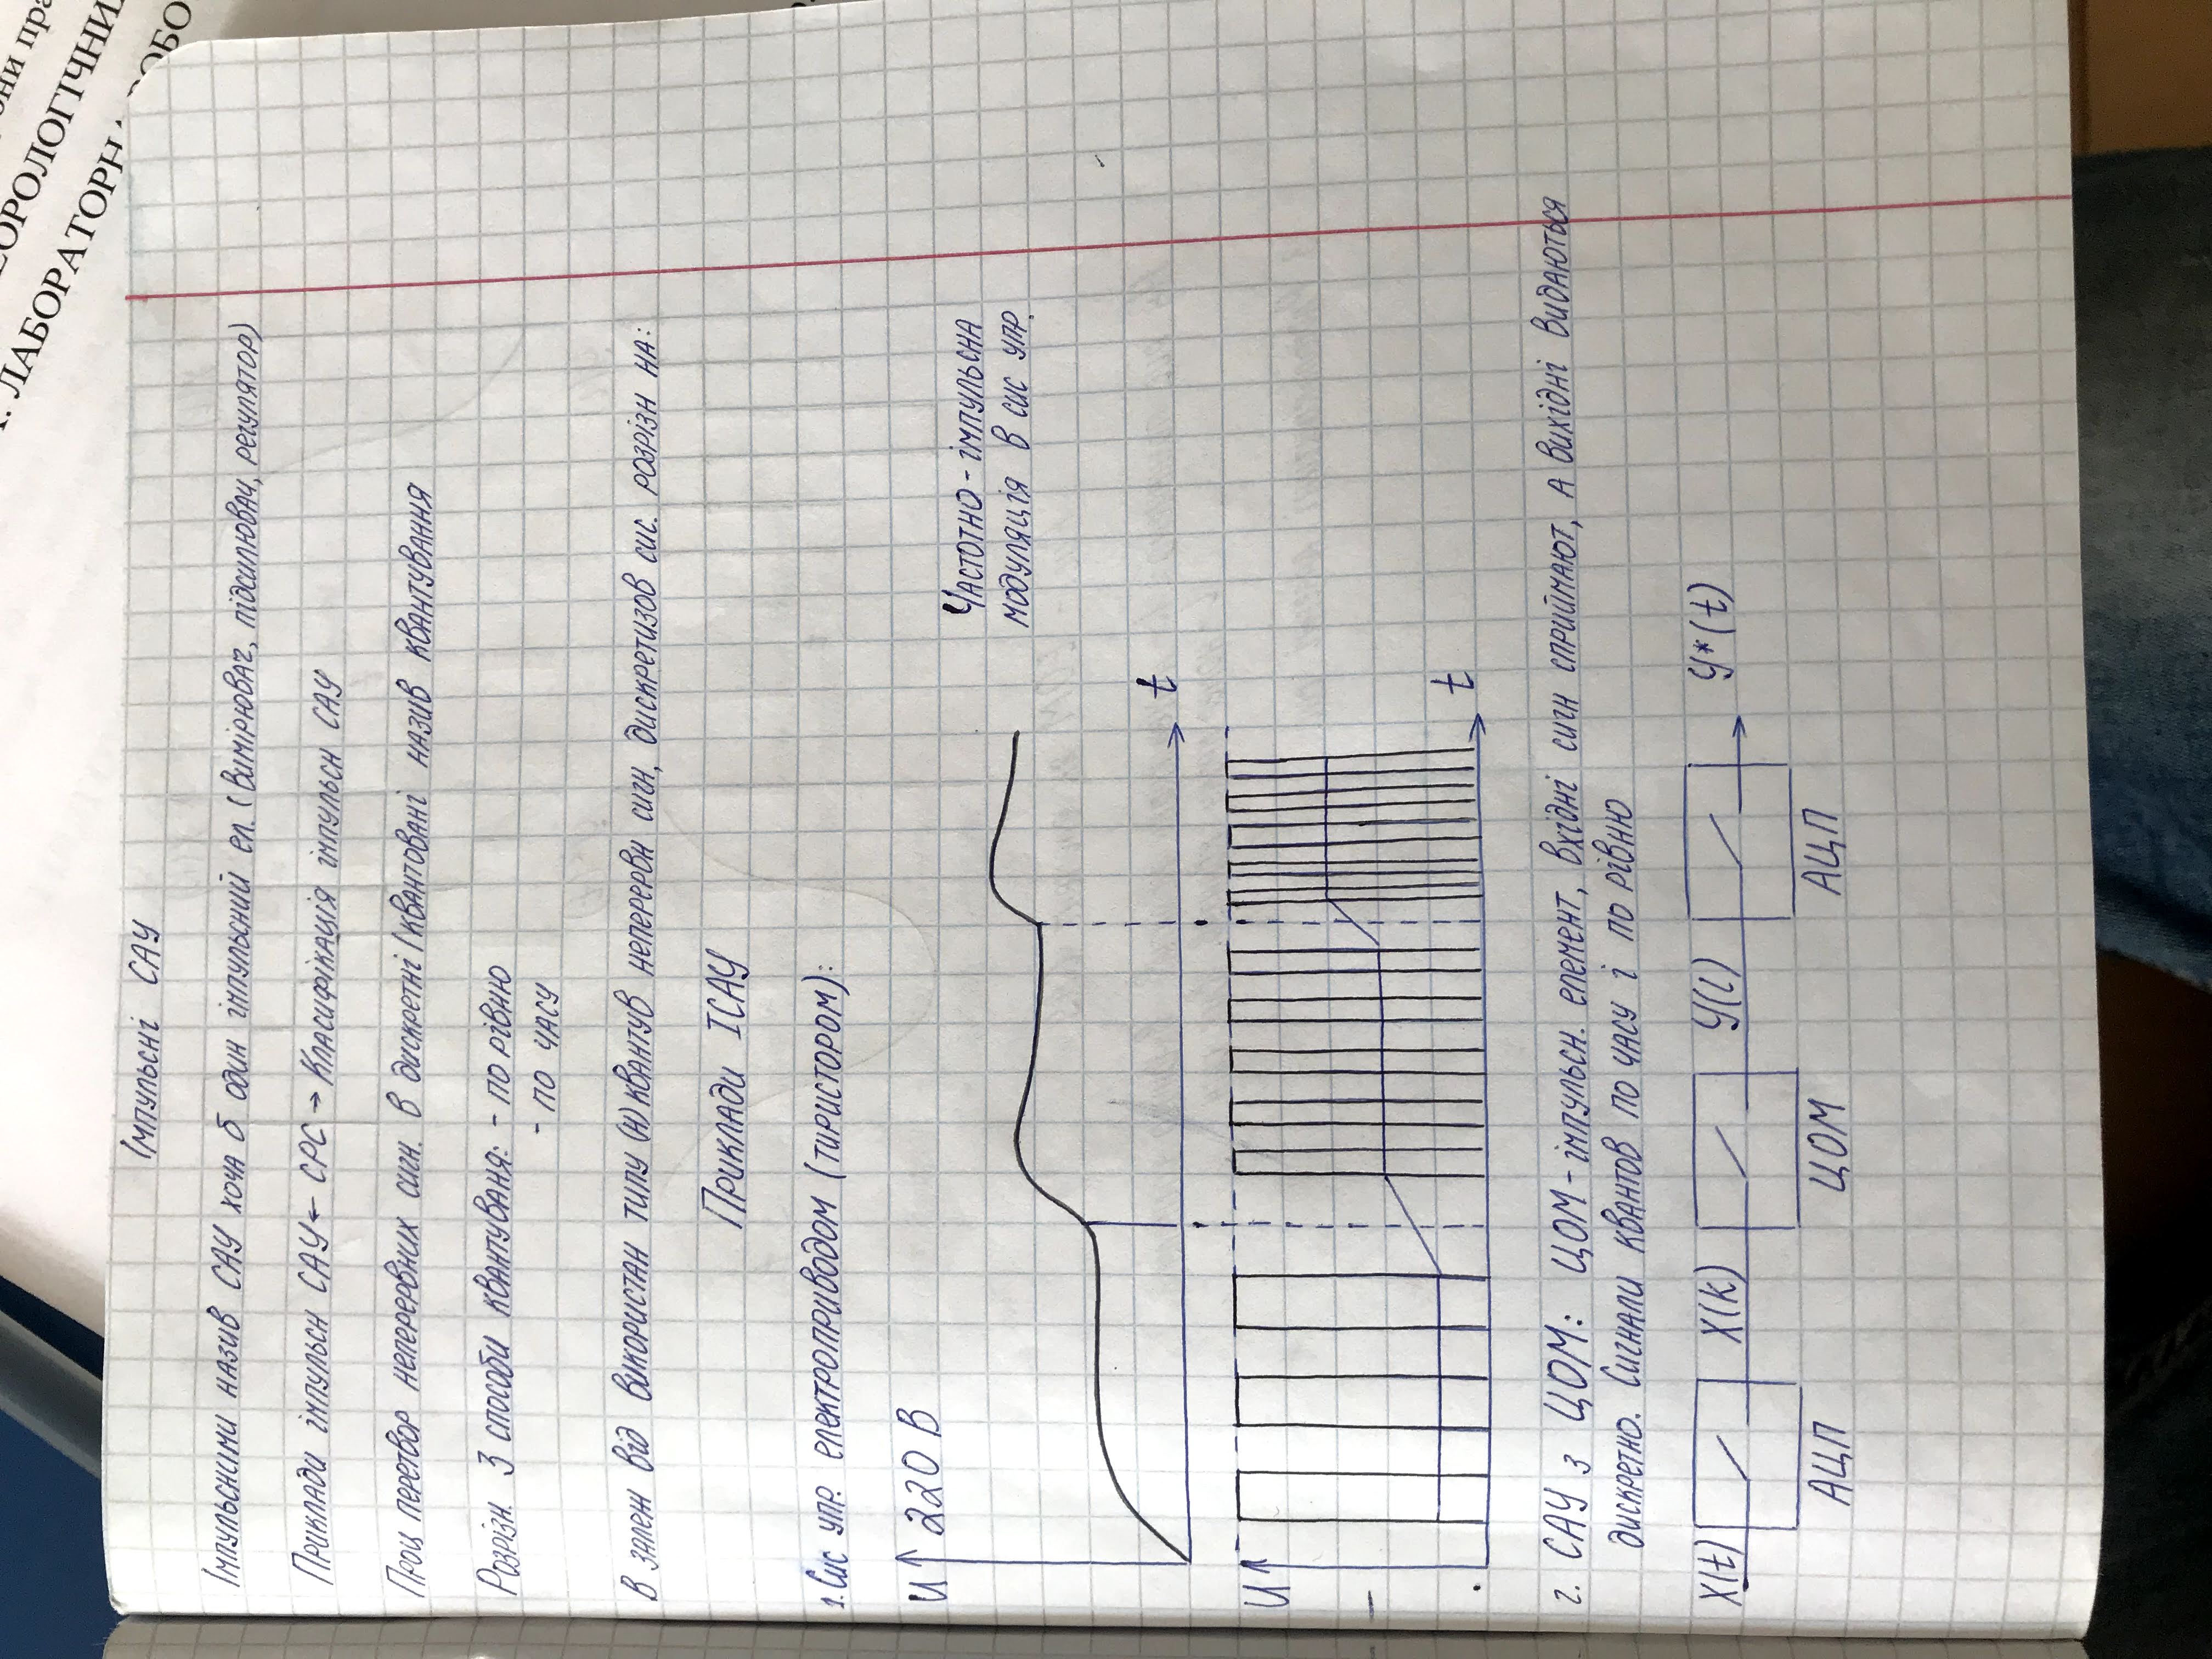 они пра
ЕОРОЛОГІЧНИ
ЛАБОРАТОРН
ОБО
Імпульсні САУ
Імпульсними назив САУ хоча б один імпульсний ел. (вимірювач, підсилювач, регулятор)
Приклади імпульсн САУ ← СРС → Класифікація імпульсн САУ
Проц перетвор неперервних сигн. в дискретні/квантовані назив квантування
Розрізн. 3 способи квантуваня: - по рівню
- по часу
В залеж від використан типу (н) квантув неперервн сигн, дискретизов сис. розрізн на:
Приклади ІСАУ
1. Сис упр. електроприводом (тиристором):
U 220 В
Частотно-імпульсна
модуляція в сис упр.
t
U
t
2. САУ з ЦОМ: ЦОМ - імпульсн. елемент, вхідні сигн сприймают, а вихідні видаються
дискретно. Сигнали квантов по часу і по рівню
X(t) X(k) У(l) У*(t)
АЦП ЦОМ АЦП